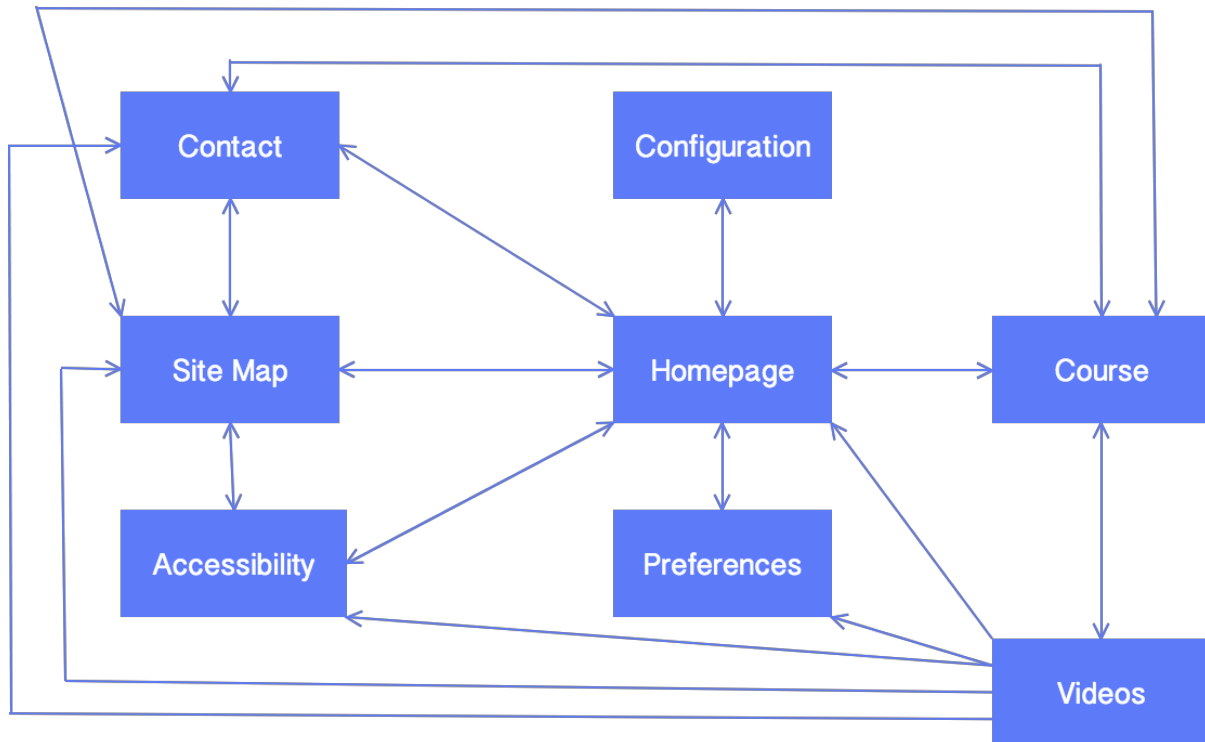 Contact
Configuration
Site Map
Homepage
Course
Accessibility
Preferences
Videos